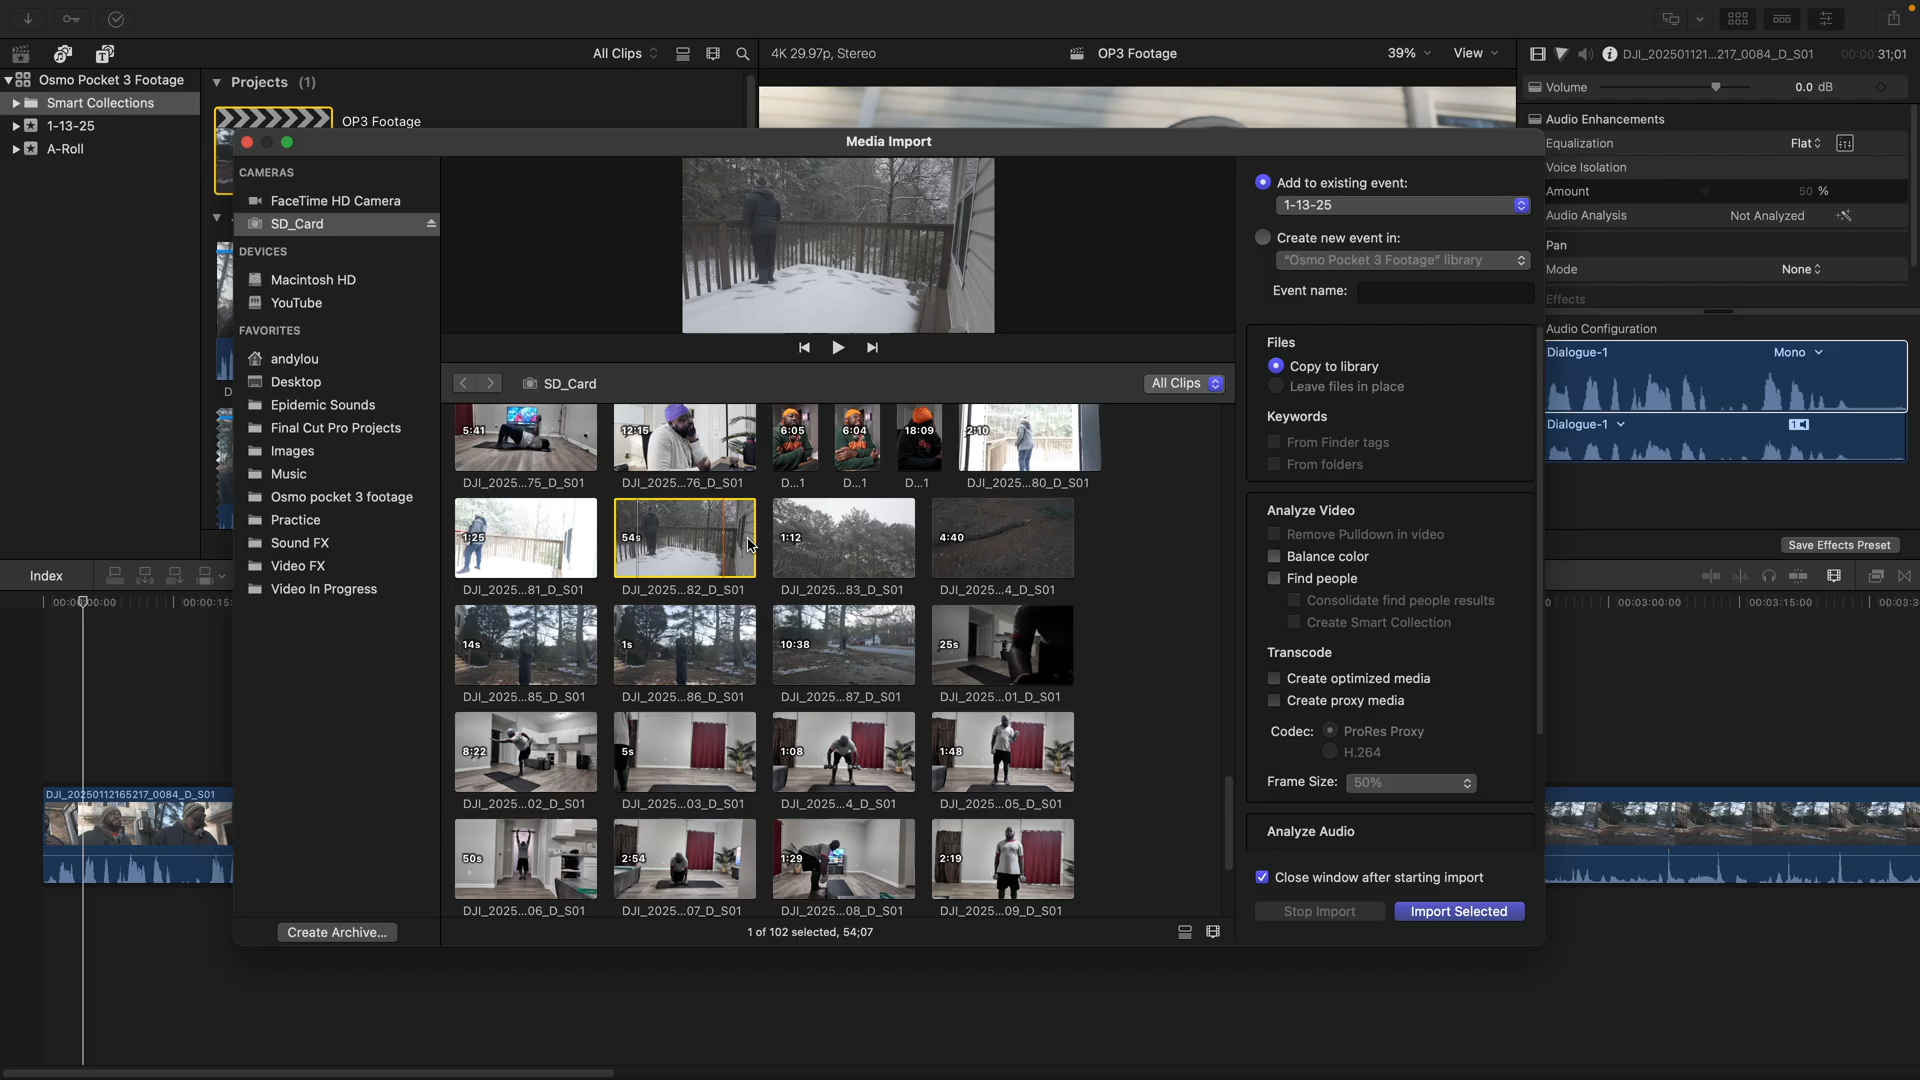 All Clips
4K 29.97p, Stereo
OP3 Footage
39%
View
DJI_202501121...217_0084_D_S01
00:00:31;01
Osmo Pocket 3 Footage
Smart Collections
1-13-25
A-Roll
Projects (1)
OP3 Footage
Volume
0.0 dB
Audio Enhancements
Equalization
Flat
Voice Isolation
Amount
50 %
Audio Analysis
Not Analyzed
Pan
Mode
None
Effects
Audio Configuration
Dialogue-1
Mono
Dialogue-1
Save Effects Preset
Media Import
CAMERAS
FaceTime HD Camera
SD_Card
DEVICES
Macintosh HD
YouTube
FAVORITES
andylou
Desktop
Epidemic Sounds
Final Cut Pro Projects
Images
Music
Osmo pocket 3 footage
Practice
Sound FX
Video FX
Video In Progress
Create Archive...
SD_Card
All Clips
5:41
12:15
6:05
6:04
18:09
2:10
DJI_2025...75_D_S01
DJI_2025...76_D_S01
D...1
D...1
D...1
DJI_2025...80_D_S01
1:25
54s
1:12
4:40
DJI_2025...81_D_S01
DJI_2025...82_D_S01
DJI_2025...83_D_S01
DJI_2025...4_D_S01
14s
1s
10:38
25s
DJI_2025...85_D_S01
DJI_2025...86_D_S01
DJI_2025...87_D_S01
DJI_2025...01_D_S01
8:22
5s
1:08
1:48
DJI_2025...02_D_S01
DJI_2025...03_D_S01
DJI_2025...4_D_S01
DJI_2025...05_D_S01
50s
2:54
1:29
2:19
DJI_2025...06_D_S01
DJI_2025...07_D_S01
DJI_2025...08_D_S01
DJI_2025...09_D_S01
1 of 102 selected, 54;07
Add to existing event:
1-13-25
Create new event in:
"Osmo Pocket 3 Footage" library
Event name:
Files
Copy to library
Leave files in place
Keywords
From Finder tags
From folders
Analyze Video
Remove Pulldown in video
Balance color
Find people
Consolidate find people results
Create Smart Collection
Transcode
Create optimized media
Create proxy media
Codec:
ProRes Proxy
H.264
Frame Size:
50%
Analyze Audio
Close window after starting import
Stop Import
Import Selected
Index
00:00:15:
00:03:00:00
00:03:15:00
00:03:3
DJI_20250112165217_0084_D_S01